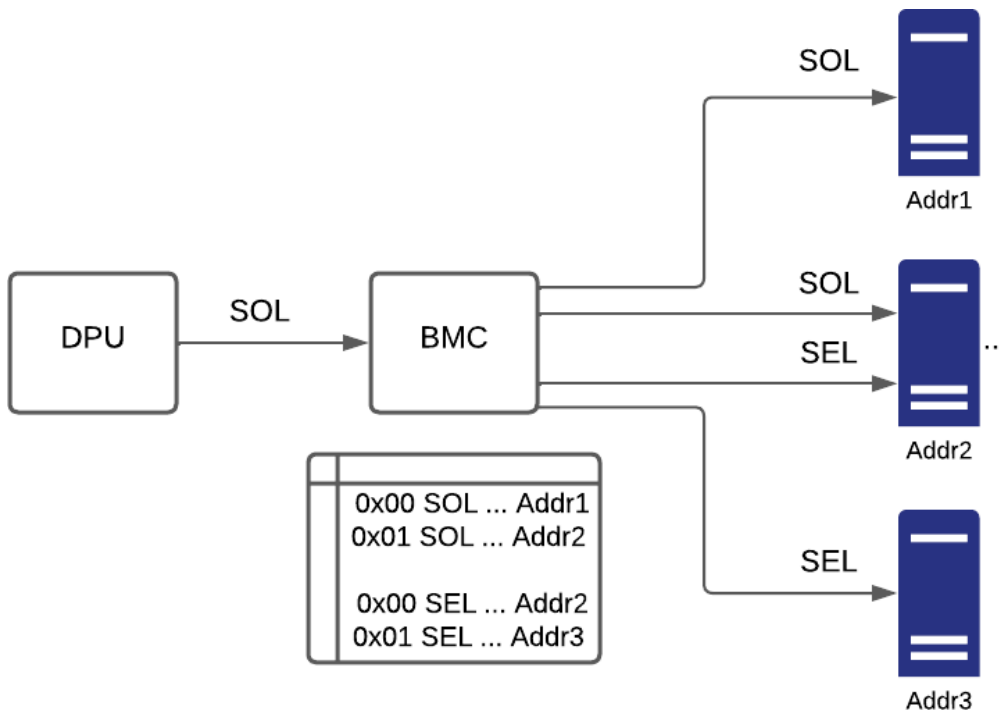 SOL
Addr1
DPU
SOL
BMC
SOL
SEL
..
Addr2
0x00 SOL ... Addr1
0x01 SOL ... Addr2
0x00 SEL ... Addr2
0x01 SEL ... Addr3
SEL
Addr3